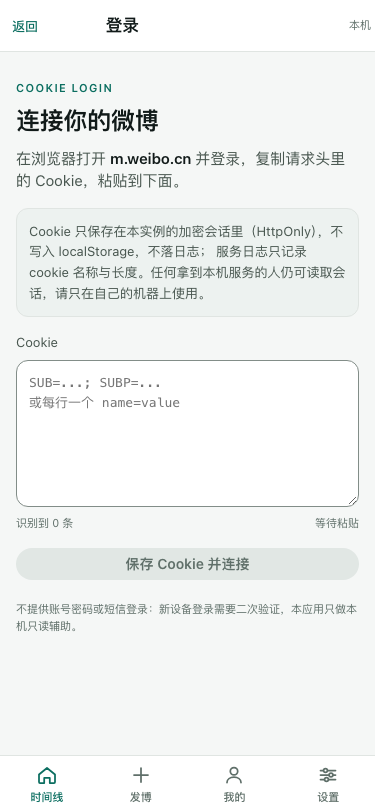 返回
登录
本机
COOKIE LOGIN
连接你的微博
在浏览器打开 m.weibo.cn 并登录，复制请求头里
的 Cookie，粘贴到下面。
Cookie 只保存在本实例的加密会话里（HttpOnly），不
写入 localStorage，不落日志； 服务日志只记录
cookie 名称与长度。任何拿到本机服务的人仍可读取会
话，请只在自己的机器上使用。
Cookie
SUB=...; SUBP=...
或每行一个 name=value
识别到 0 条
等待粘贴
保存 Cookie 并连接
不提供账号密码或短信登录：新设备登录需要二次验证，本应用只做本
机只读辅助。
时间线
发博
我的
设置